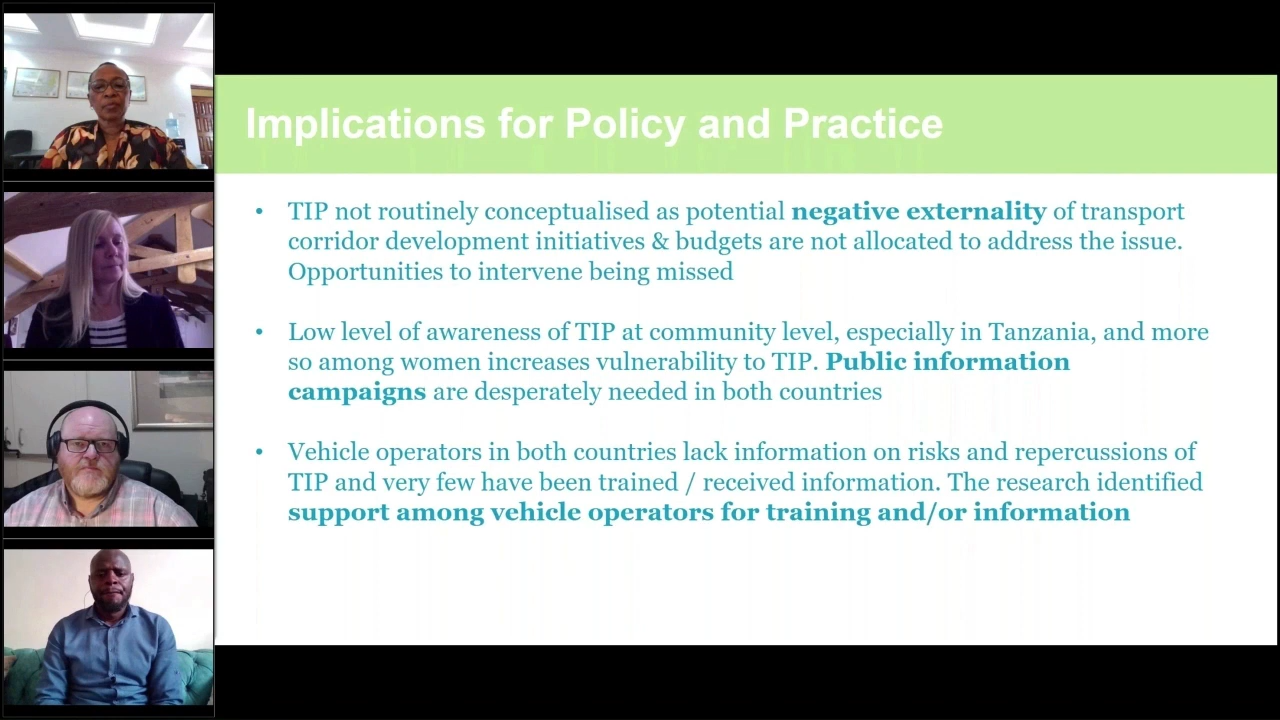 Implications for Policy and Practice
• TIP not routinely conceptualised as potential negative externality of transport
corridor development initiatives & budgets are not allocated to address the issue.
Opportunities to intervene being missed
• Low level of awareness of TIP at community level, especially in Tanzania, and more
so among women increases vulnerability to TIP. Public information
campaigns are desperately needed in both countries
• Vehicle operators in both countries lack information on risks and repercussions of
TIP and very few have been trained / received information. The research identified
support among vehicle operators for training and/or information